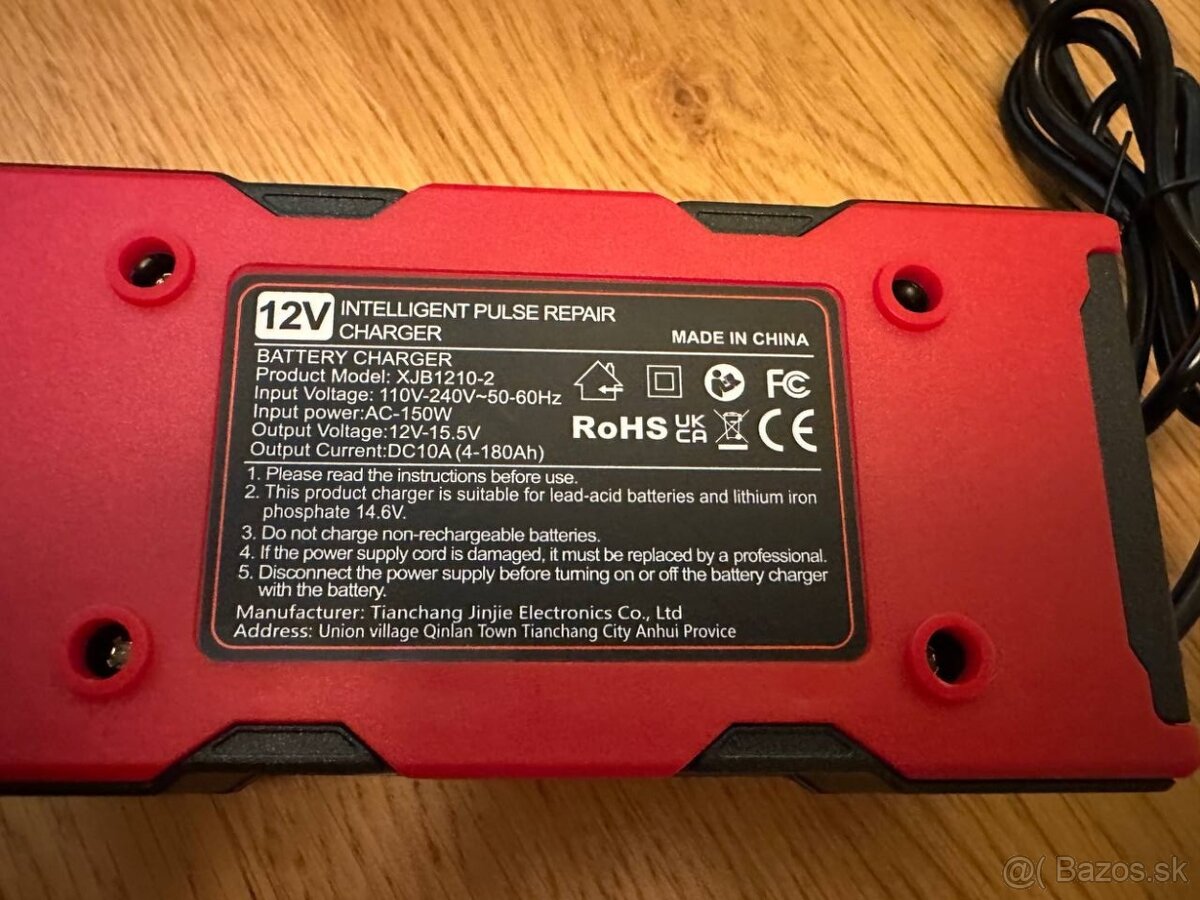 12V INTELLIGENT PULSE REPAIR
CHARGER
MADE IN CHINA
BATTERY CHARGER
Product Model: XJB1210-2
Input Voltage: 110V-240V~50-60Hz
Input power:AC-150W
Output Voltage:12V-15.5V
Output Current:DC10A (4-180Ah)
FC
RoHS UK CA CE
1. Please read the instructions before use.
2. This product charger is suitable for lead-acid batteries and lithium iron
phosphate 14.6V.
3. Do not charge non-rechargeable batteries.
4. If the power supply cord is damaged, it must be replaced by a professional.
5. Disconnect the power supply before turning on or off the battery charger
with the battery.
Manufacturer: Tianchang Jinjie Electronics Co., Ltd
Address: Union village Qinlan Town Tianchang City Anhui Provice
@( Bazos.sk